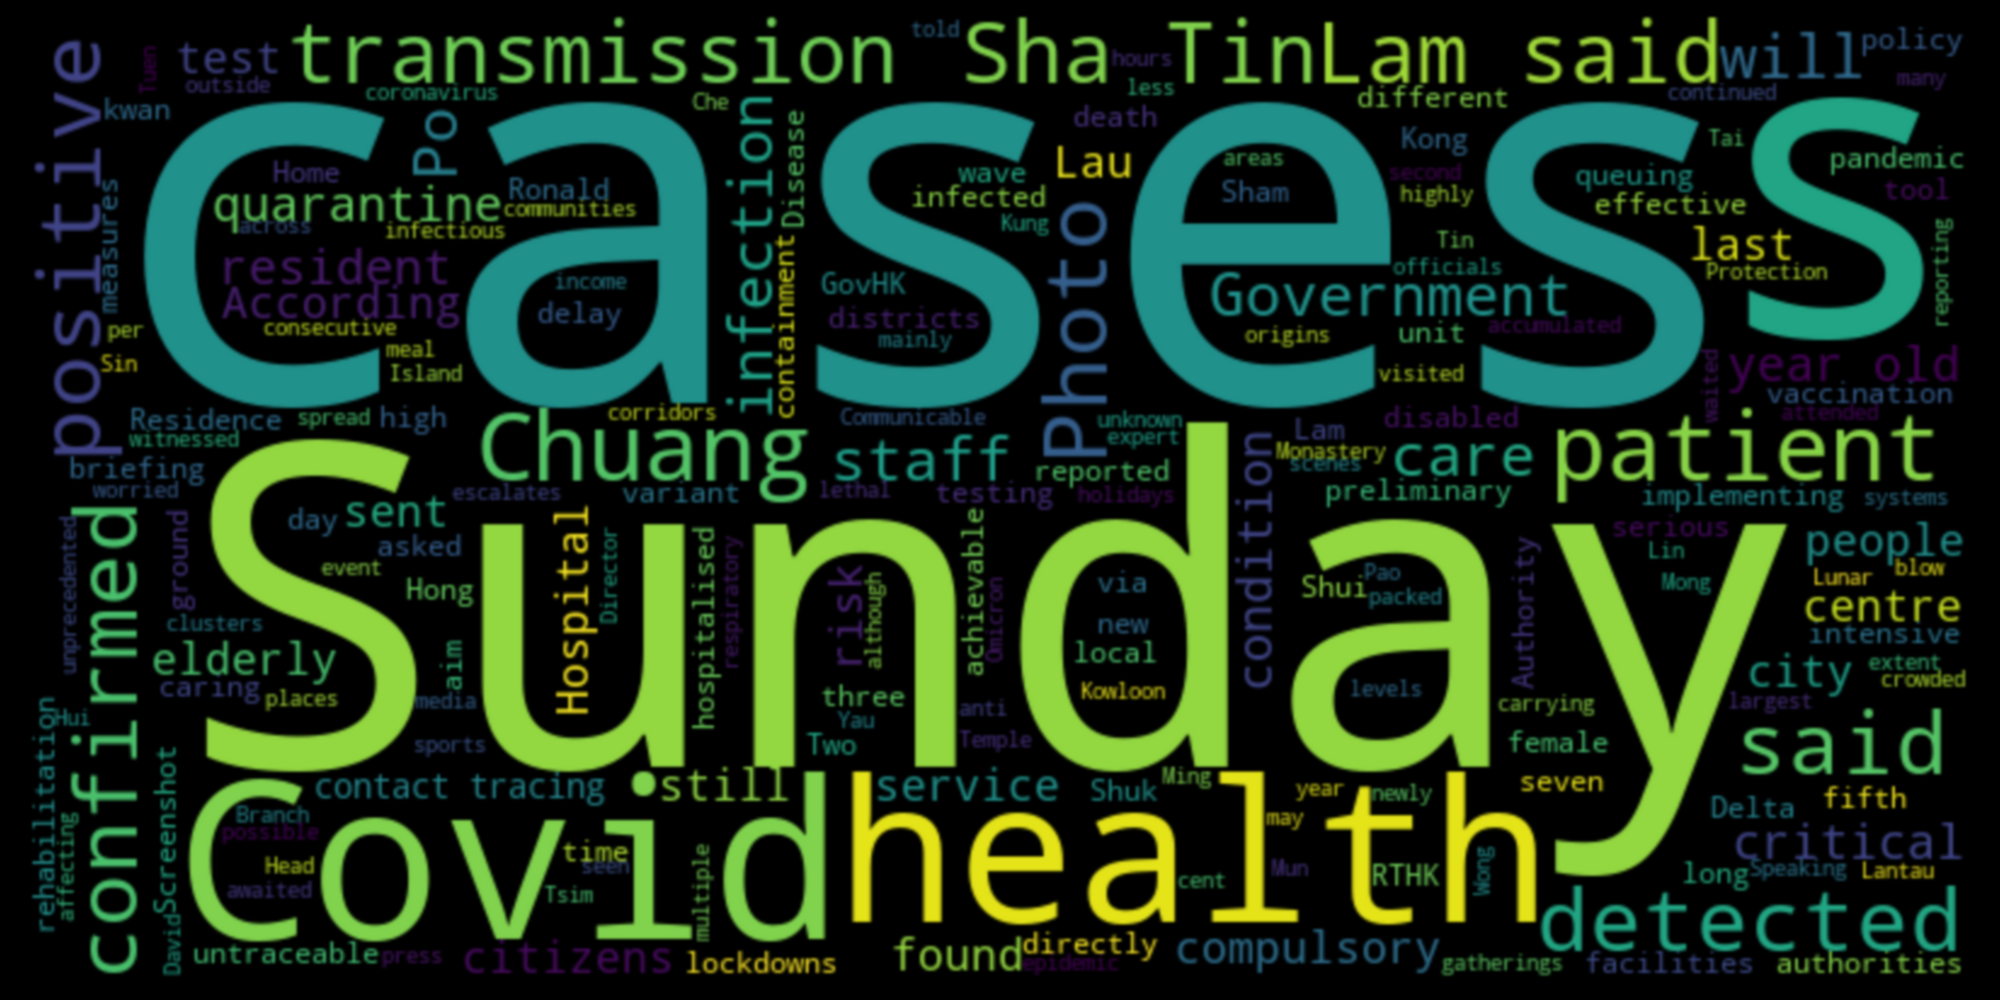 told
transmission Sha Tin Lam said will policy
Tuen test outside hours many
positive coronavirus less different continued
kwan Che death Kong Tai pandemic
cases s
Po infection Disease Lau areas second queuing tool
Home Ronald wave Sham highly effective
quarantine communities infected Kung
across infectious Photo Tin last reporting
measures resident containment officials Protection
According income GovHK Government
delay districts origins unit accumulated
per consecutive mainly
Sin meal Island visited waited year old
vaccination
Residence spread high corridors Communicable unknown disabled attended
witnessed Chuang staff expert Lam Monastery care patient
briefing reported scenes
worried escalates variant lethal testing holidays condition preliminary implementing systems
Sunday
confirmed unprecedented ground day sent Hospital Director hospitalised respiratory achievable Authority serious people
asked risk although Omicron via Shui Pao packed Lin Mong Lunar blow
event Hong centre
clusters new intensive
elderly aim local city extent
caring places media three Kowloon levels carrying largest crowded
rehabilitation Hui Yau anti
sports Two Temple female said
Screenshot contact tracing still service Shuk Ming year newly seven fifth
Covid health
affecting Branch possible may Delta critical
Head time seen multiple Mun RTHK Wong long Speaking Lantau
awaited Tsim cent
David detected
untraceable press citizens lockdowns found directly epidemic compulsory gatherings facilities authorities